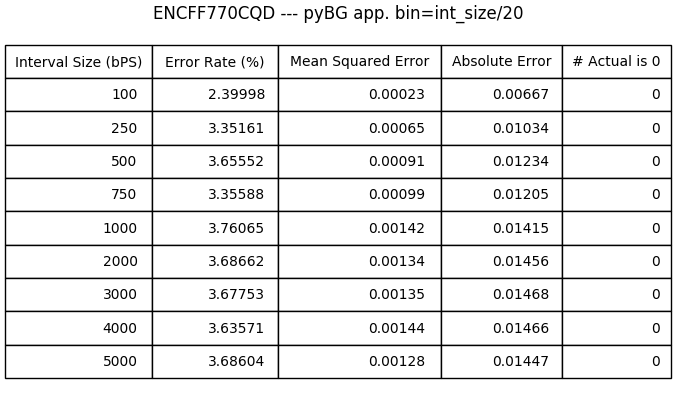 ENCFF770CQD --- pyBG app. bin=int_size/20
Interval Size (bPS) Error Rate (%) Mean Squared Error Absolute Error # Actual is 0
100 2.39998 0.00023 0.00667 0
250 3.35161 0.00065 0.01034 0
500 3.65552 0.00091 0.01234 0
750 3.35588 0.00099 0.01205 0
1000 3.76065 0.00142 0.01415 0
2000 3.68662 0.00134 0.01456 0
3000 3.67753 0.00135 0.01468 0
4000 3.63571 0.00144 0.01466 0
5000 3.68604 0.00128 0.01447 0